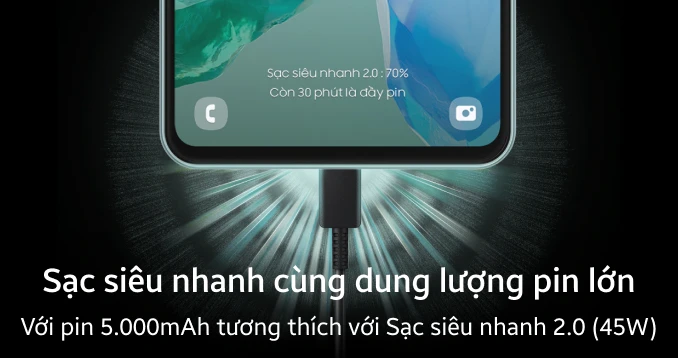 Sạc siêu nhanh 2.0 : 70%
Còn 30 phút là đầy pin
Sạc siêu nhanh cùng dung lượng pin lớn
Với pin 5.000mAh tương thích với Sạc siêu nhanh 2.0 (45W)